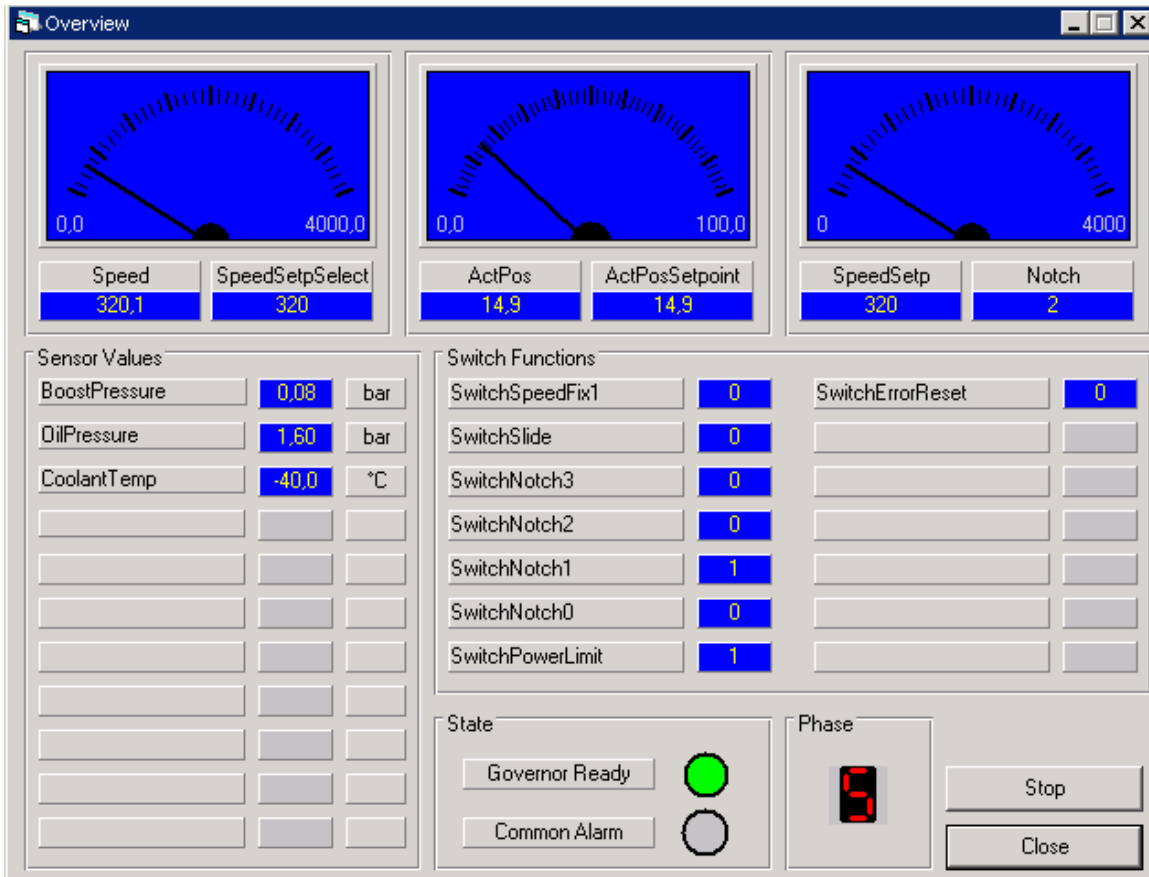 Overview
0,0 4000,0
0,0 100,0
0 4000
Speed SpeedSetpSelect
320,1 320
ActPos ActPosSetpoint
14,9 14,9
SpeedSetp Notch
320 2
Sensor Values
BoostPressure 0,08 bar
OilPressure 1,60 bar
CoolantTemp -40,0 °C
Switch Functions
SwitchSpeedFix1 0
SwitchSlide 0
SwitchNotch3 0
SwitchNotch2 0
SwitchNotch1 1
SwitchNotch0 0
SwitchPowerLimit 1
SwitchErrorReset 0
State
Governor Ready
Common Alarm
Phase
5
Stop
Close